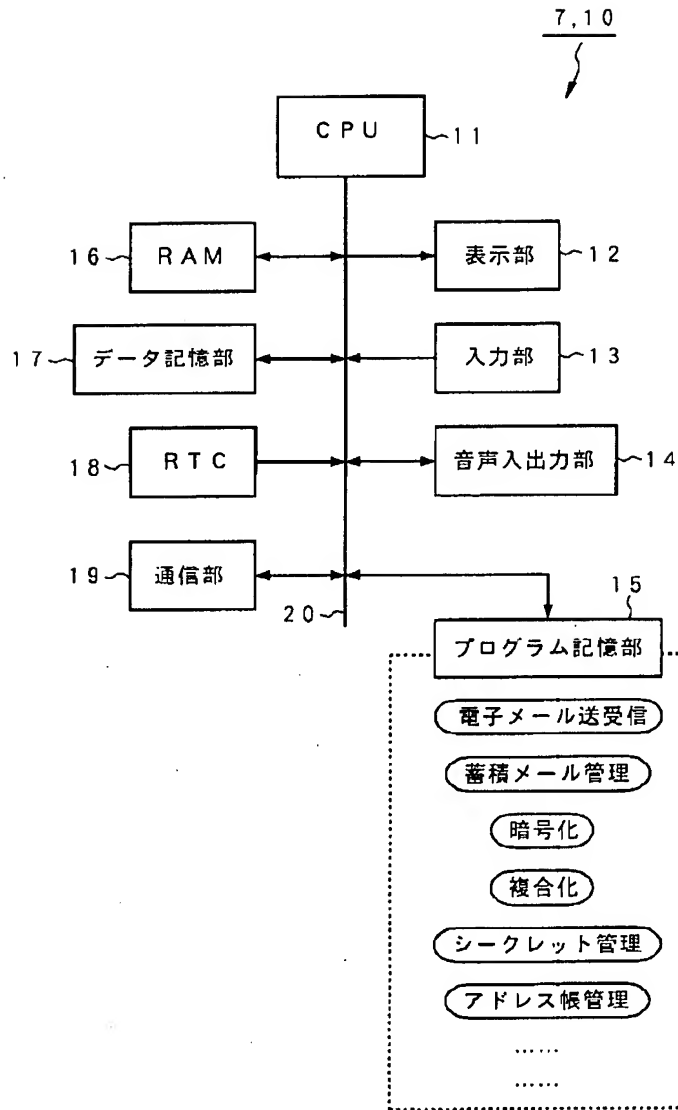 7,10
CPU
11
16
RAM
表示部
12
17
データ記憶部
入力部
13
18
RTC
音声入出力部
14
19
通信部
20
15
プログラム記憶部
電子メール送受信
蓄積メール管理
暗号化
複合化
シークレット管理
アドレス帳管理
……
……